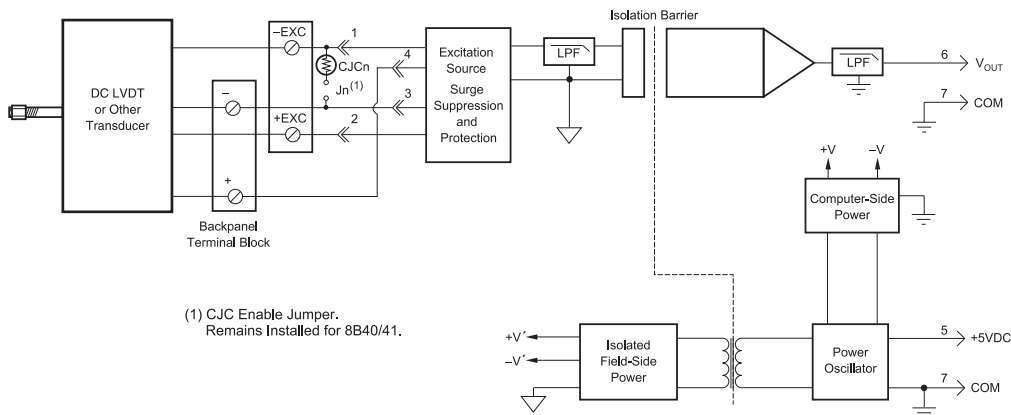 Isolation Barrier
–EXC
1
CJCn
Jn(1)
4
3
–
+EXC
2
+
DC LVDT
or Other
Transducer
Backpanel
Terminal Block
Excitation
Source
Surge
Suppression
and
Protection
LPF
LPF
6
VOUT
7
COM
+V
–V
Computer-Side
Power
(1) CJC Enable Jumper.
Remains Installed for 8B40/41.
+V´
–V´
Isolated
Field-Side
Power
Power
Oscillator
5
+5VDC
7
COM